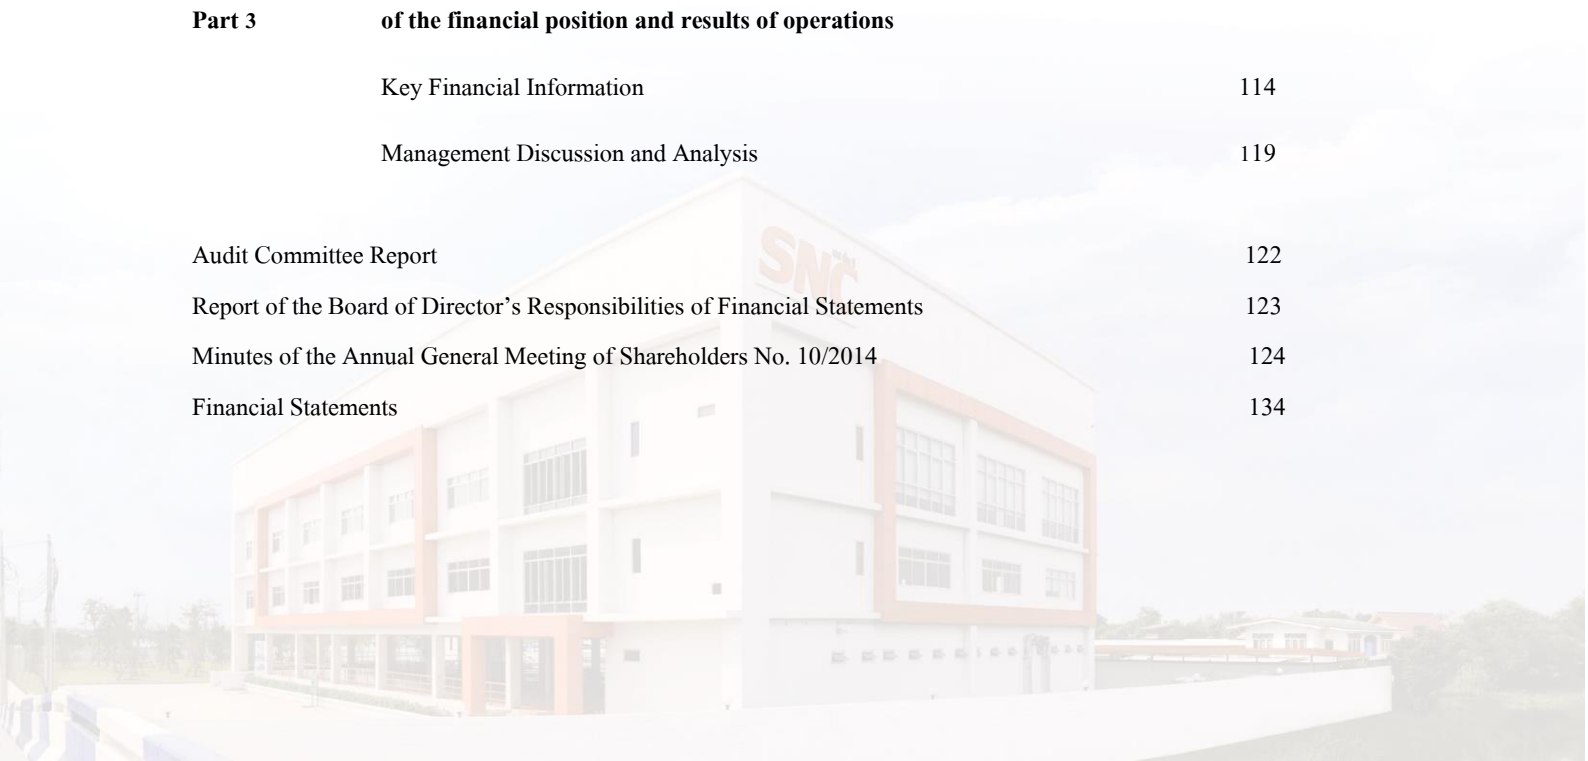 Part 3 of the financial position and results of operations
Key Financial Information 114
Management Discussion and Analysis 119
SNC
Audit Committee Report 122
Report of the Board of Director’s Responsibilities of Financial Statements 123
Minutes of the Annual General Meeting of Shareholders No. 10/2014 124
Financial Statements 134